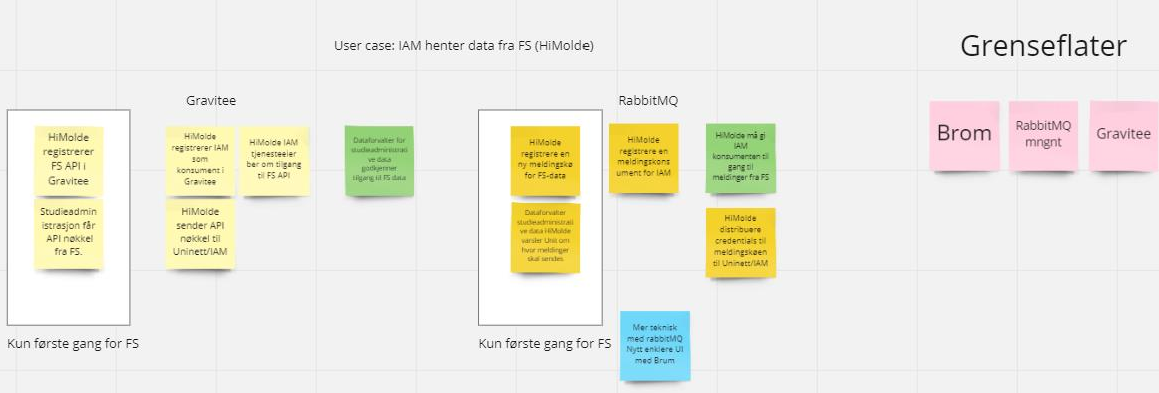 User case: IAM henter data fra FS (HiMolde)
Grenseflater
Gravitee
HiMolde
registrerer
FS API i
Gravitee
Studieadmin
istrasjon får
API nøkkel
fra FS.
Kun første gang for FS
HiMolde
registrerer IAM
som
konsument i
Gravitee
HiMolde IAM
tjenesteeier
ber om tilgang
til FS API
HiMolde
sender API
nøkkel til
Uninett/IAM
Dataforvalter for
studieadministrati
ve data
godkjenner
tilgang til FS data
RabbitMQ
HiMolde
registrere en
ny meldingskø
for FS-data
Dataforvalter
studieadministrati
ve data HiMolde
varsler Unit om
hvor meldinger
skal sendes
Kun første gang for FS
HiMolde
registrere en
meldingskons
ument for IAM
HiMolde må gi
IAM
konsumenten til
gang til
meldinger fra FS
HiMolde
distribuere
credentials til
meldingskøen
til Uninett/IAM
Mer teknisk
med rabbitMQ
Nytt enklere UI
med Brum
Brom
RabbitMQ
mngnt
Gravitee